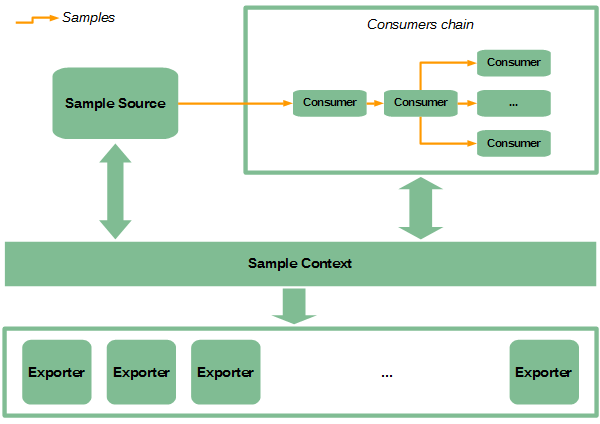 Samples
Consumers chain
Sample Source
Consumer
Consumer
Consumer
...
Consumer
Sample Context
Exporter
Exporter
Exporter
...
Exporter